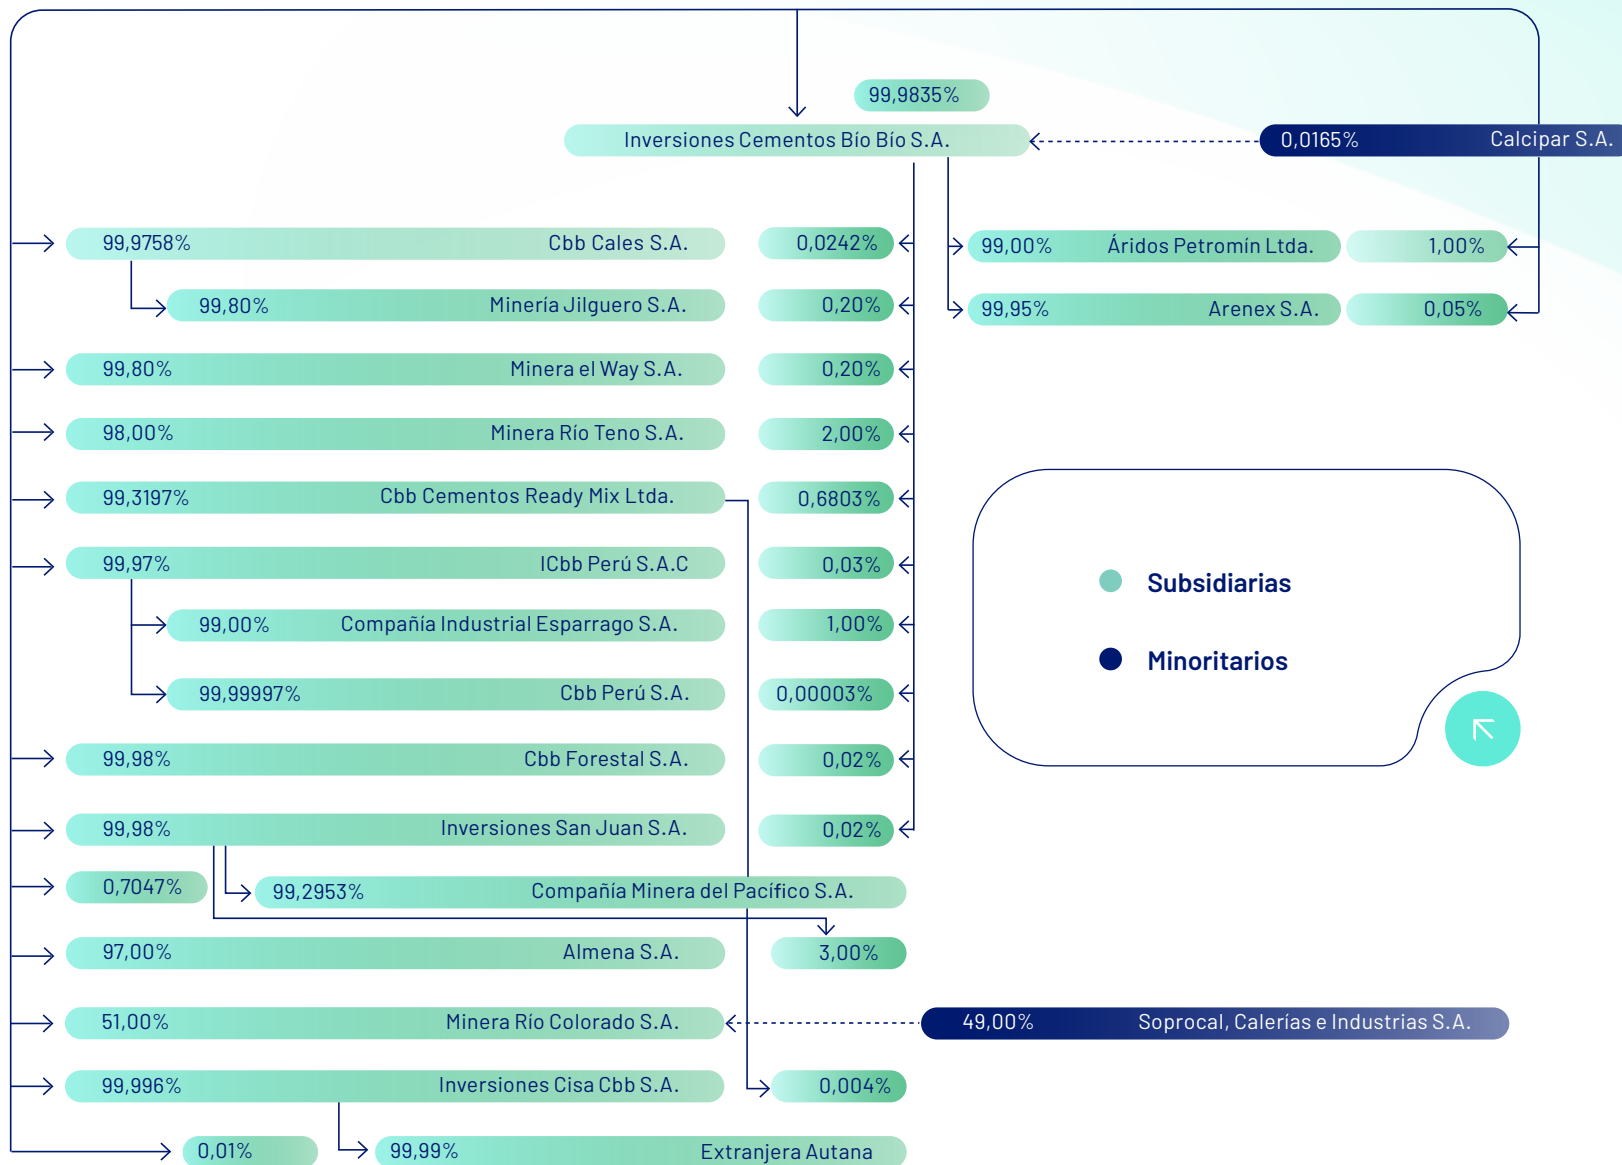 99,9835%
Inversiones Cementos Bío Bío S.A.
0,0165% Calcipar S.A.
99,9758% Cbb Cales S.A. 0,0242%
99,00% Áridos Petromín Ltda. 1,00%
99,80% Minería Jilguero S.A. 0,20%
99,95% Arenex S.A. 0,05%
99,80% Minera el Way S.A. 0,20%
98,00% Minera Río Teno S.A. 2,00%
99,3197% Cbb Cementos Ready Mix Ltda. 0,6803%
99,97% ICbb Perú S.A.C 0,03%
Subsidiarias
99,00% Compañía Industrial Esparrago S.A. 1,00%
Minoritarios
99,99997% Cbb Perú S.A. 0,00003%
99,98% Cbb Forestal S.A. 0,02%
99,98% Inversiones San Juan S.A. 0,02%
0,7047% 99,2953% Compañía Minera del Pacífico S.A.
97,00% Almena S.A. 3,00%
51,00% Minera Río Colorado S.A. 49,00% Soprocal, Calerías e Industrias S.A.
99,996% Inversiones Cisa Cbb S.A. 0,004%
0,01% 99,99% Extranjera Autana